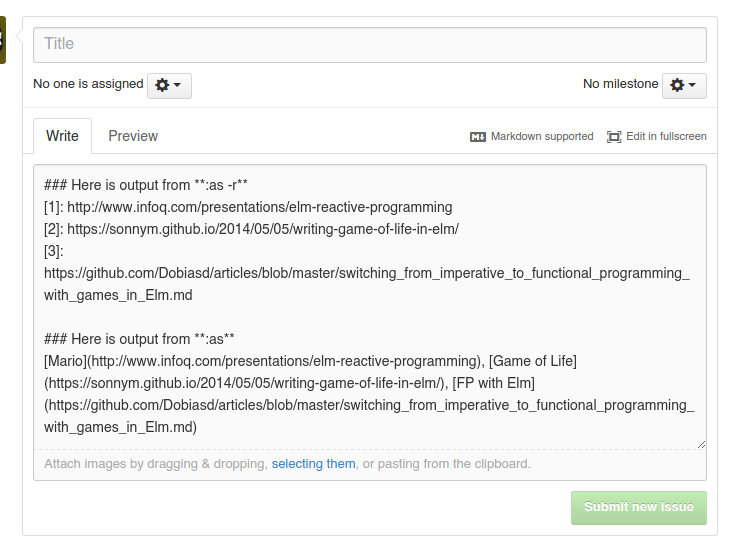 Title
No one is assigned
No milestone
Write
Preview
Markdown supported
Edit in fullscreen
### Here is output from **:as -r**
[1]: http://www.infoq.com/presentations/elm-reactive-programming
[2]: https://sonnym.github.io/2014/05/05/writing-game-of-life-in-elm/
[3]:
https://github.com/Dobiasd/articles/blob/master/switching_from_imperative_to_functional_programming_
with_games_in_Elm.md
### Here is output from **:as**
[Mario](http://www.infoq.com/presentations/elm-reactive-programming), [Game of Life]
(https://sonnym.github.io/2014/05/05/writing-game-of-life-in-elm/), [FP with Elm]
(https://github.com/Dobiasd/articles/blob/master/switching_from_imperative_to_functional_programming_
with_games_in_Elm.md)
Attach images by dragging & dropping, selecting them, or pasting from the clipboard.
Submit new issue